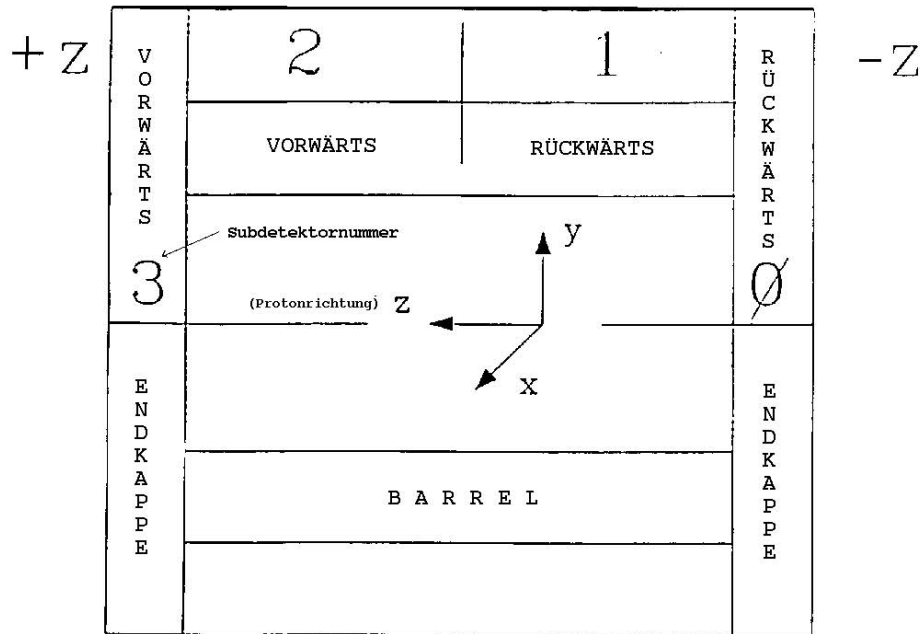 +Z
2
1
-Z
VORWÄRTS
RÜCKWÄRTS
VORWÄRTS
RÜCKWÄRTS
Subdetektornummer
y
3
Ø
(Protonrichtung) Z
x
ENDKAPPE
ENDKAPPE
BARREL